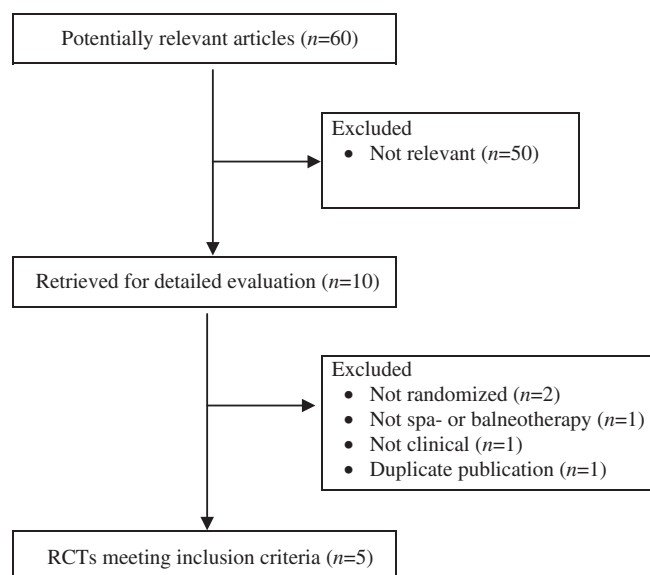 Potentially relevant articles (n=60)
Excluded
• Not relevant (n=50)
Retrieved for detailed evaluation (n=10)
Excluded
• Not randomized (n=2)
• Not spa- or balneotherapy (n=1)
• Not clinical (n=1)
• Duplicate publication (n=1)
RCTs meeting inclusion criteria (n=5)